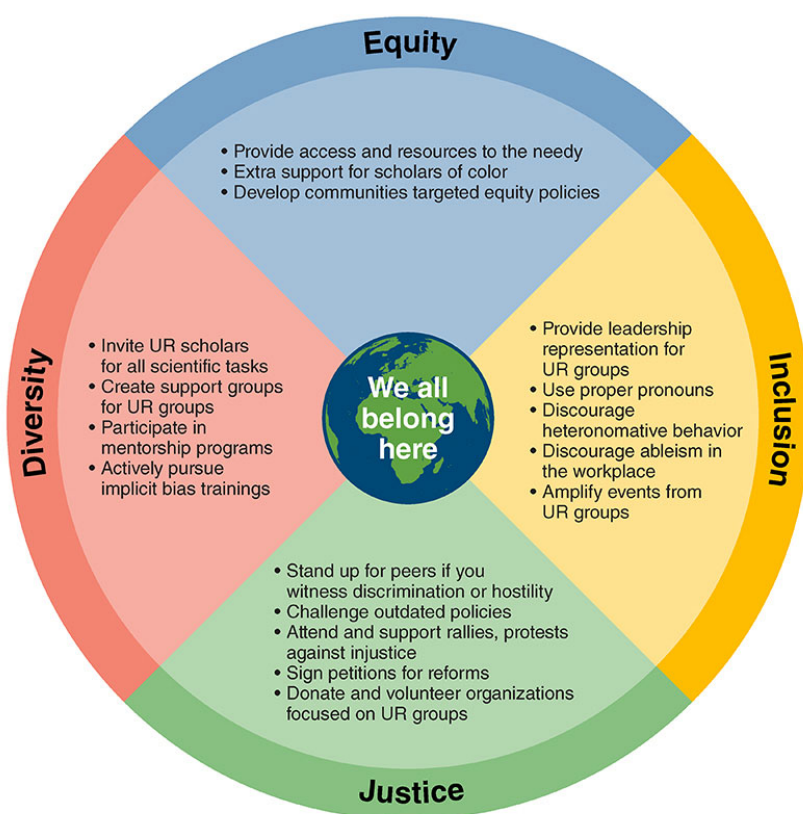 Equity
• Provide access and resources to the needy
• Extra support for scholars of color
• Develop communities targeted equity policies
Diversity
• Invite UR scholars
for all scientific tasks
• Create support groups
for UR groups
• Participate in
mentorship programs
• Actively pursue
implicit bias trainings
We all
belong
here
• Provide leadership
representation for
UR groups
• Use proper pronouns
• Discourage
heteronomative behavior
• Discourage ableism in
the workplace
• Amplify events from
UR groups
Inclusion
• Stand up for peers if you
witness discrimination or hostility
• Challenge outdated policies
• Attend and support rallies, protests
against injustice
• Sign petitions for reforms
• Donate and volunteer organizations
focused on UR groups
Justice